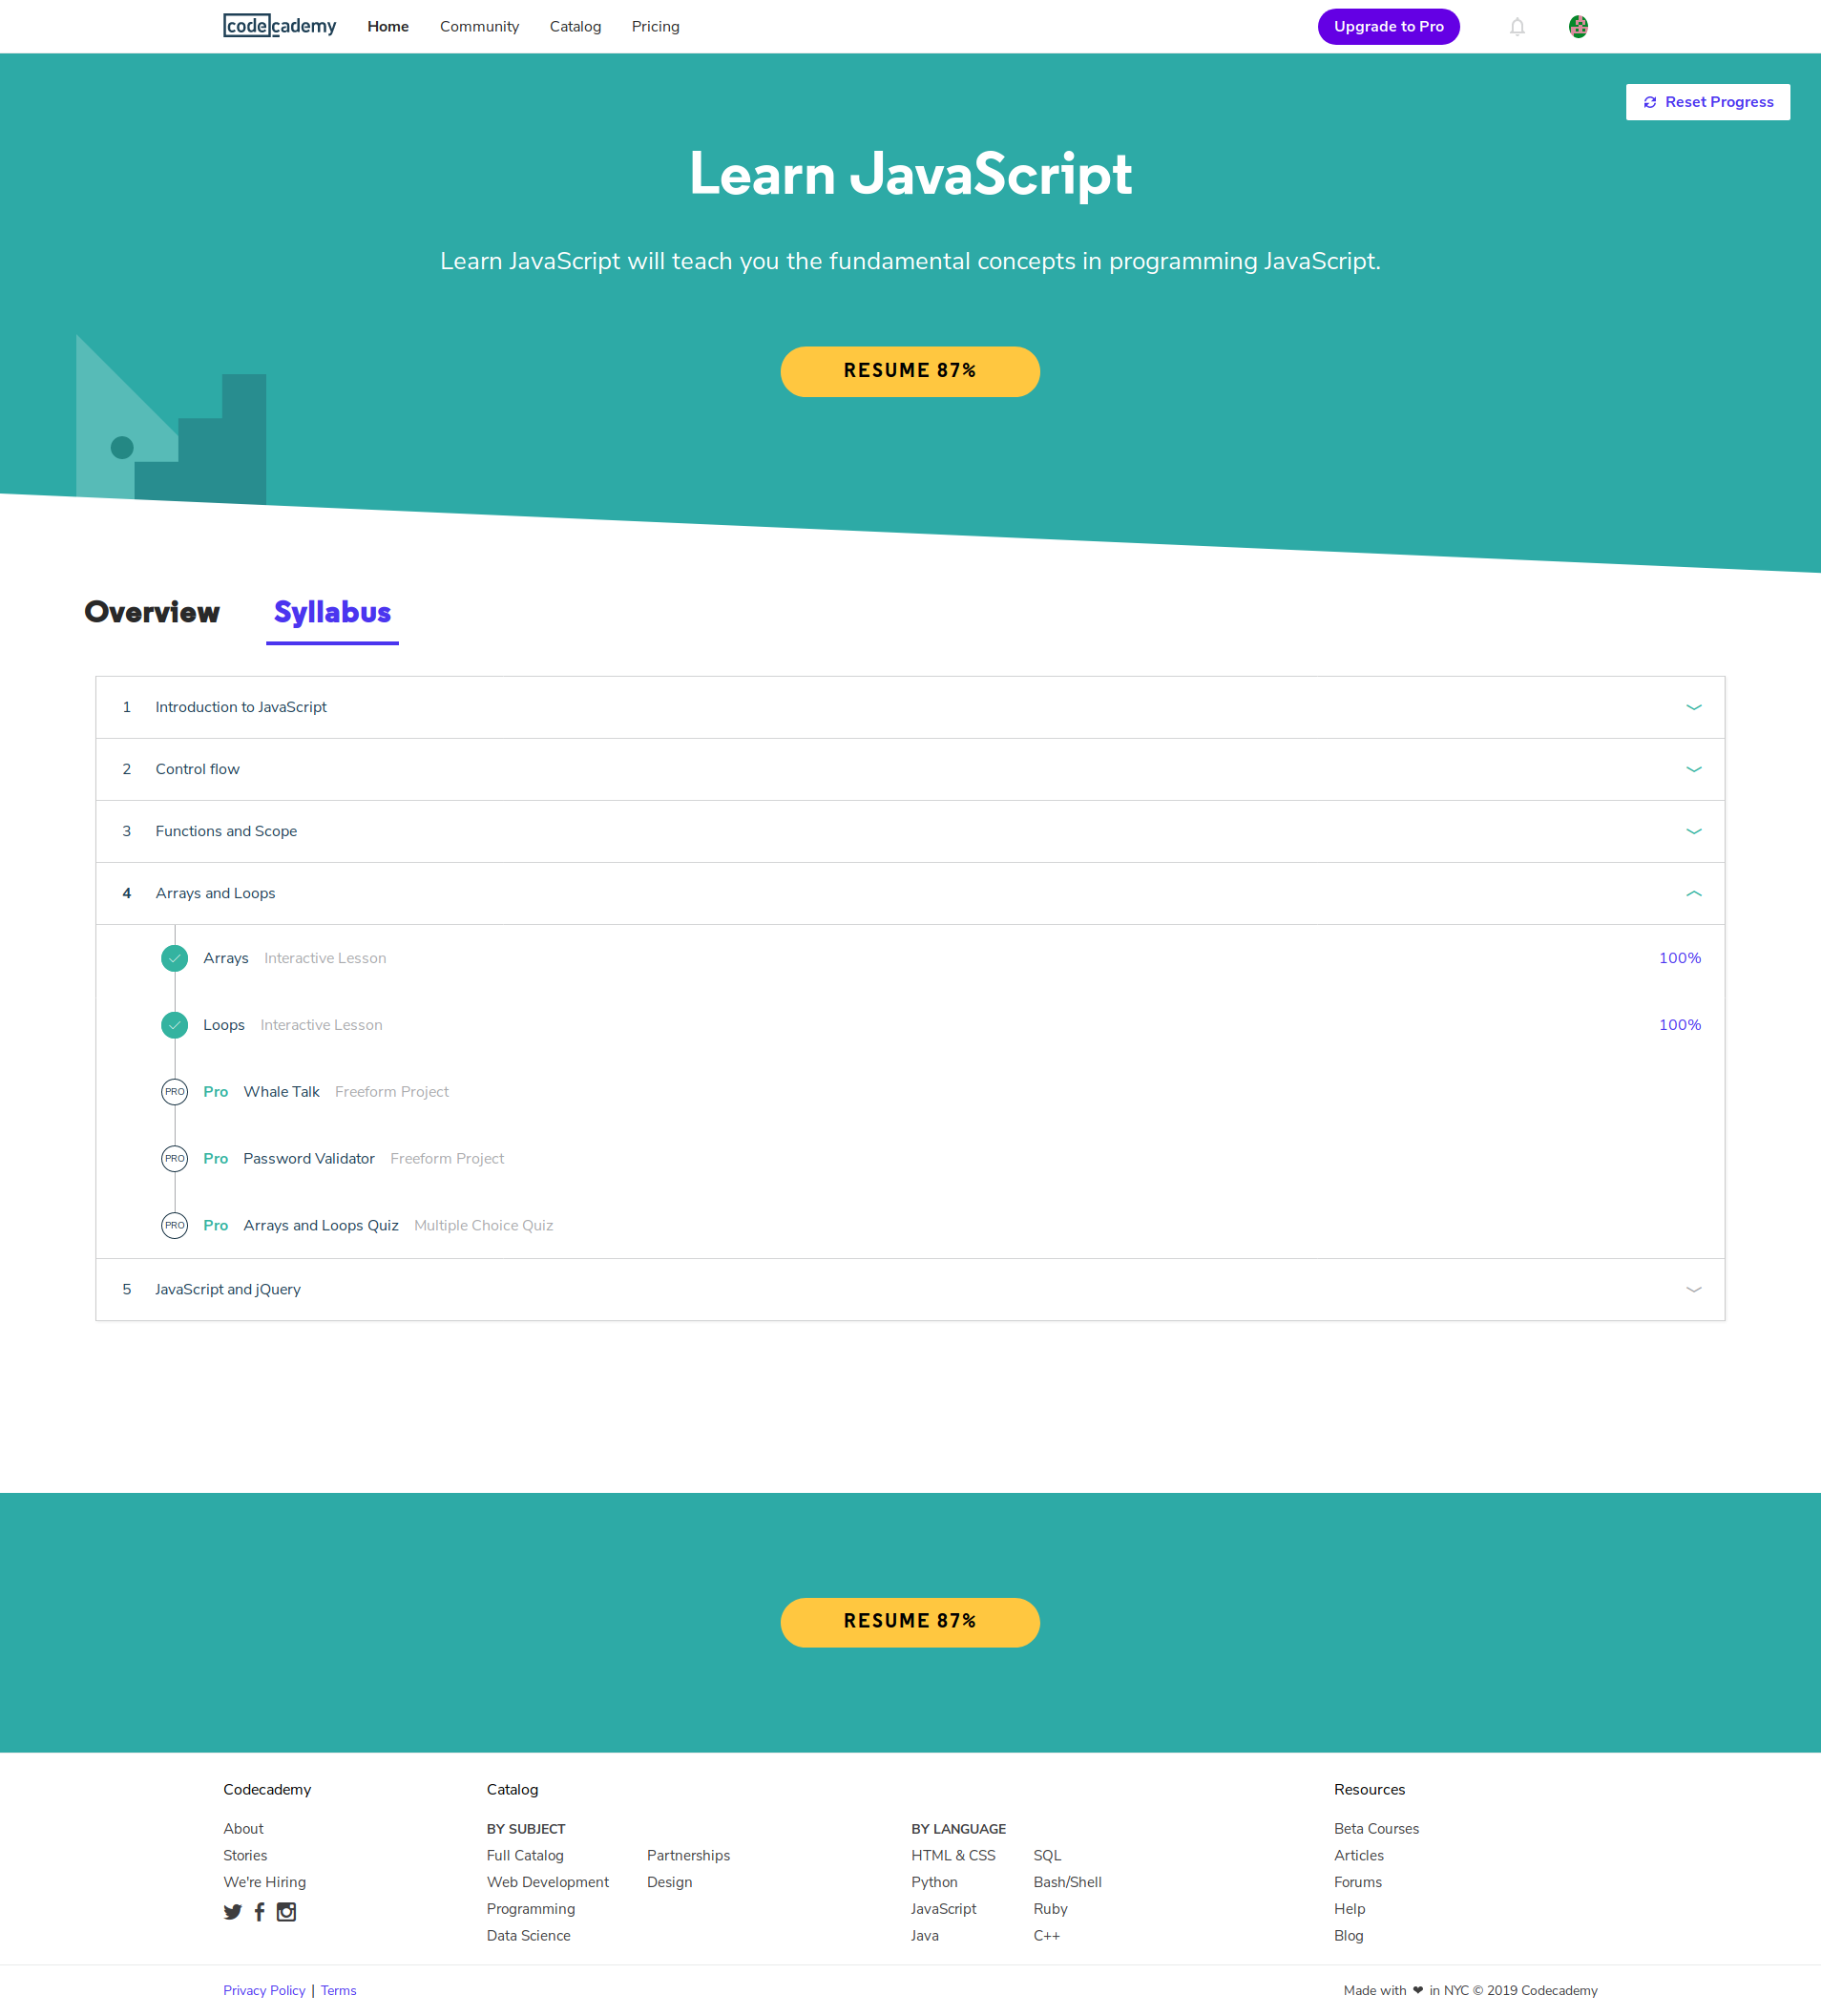 codecademy Home Community Catalog Pricing Upgrade to Pro
Reset Progress
Learn JavaScript
Learn JavaScript will teach you the fundamental concepts in programming JavaScript.
RESUME 87%
Overview Syllabus
1 Introduction to JavaScript
2 Control flow
3 Functions and Scope
4 Arrays and Loops
Arrays Interactive Lesson 100%
Loops Interactive Lesson 100%
PRO Pro Whale Talk Freeform Project
PRO Pro Password Validator Freeform Project
PRO Pro Arrays and Loops Quiz Multiple Choice Quiz
5 JavaScript and jQuery
RESUME 87%
Codecademy Catalog Resources
About BY SUBJECT BY LANGUAGE Beta Courses
Stories Full Catalog Partnerships HTML & CSS SQL Articles
We're Hiring Web Development Design Python Bash/Shell Forums
Programming JavaScript Ruby Help
Data Science Java C++ Blog
Privacy Policy | Terms Made with ❤ in NYC © 2019 Codecademy